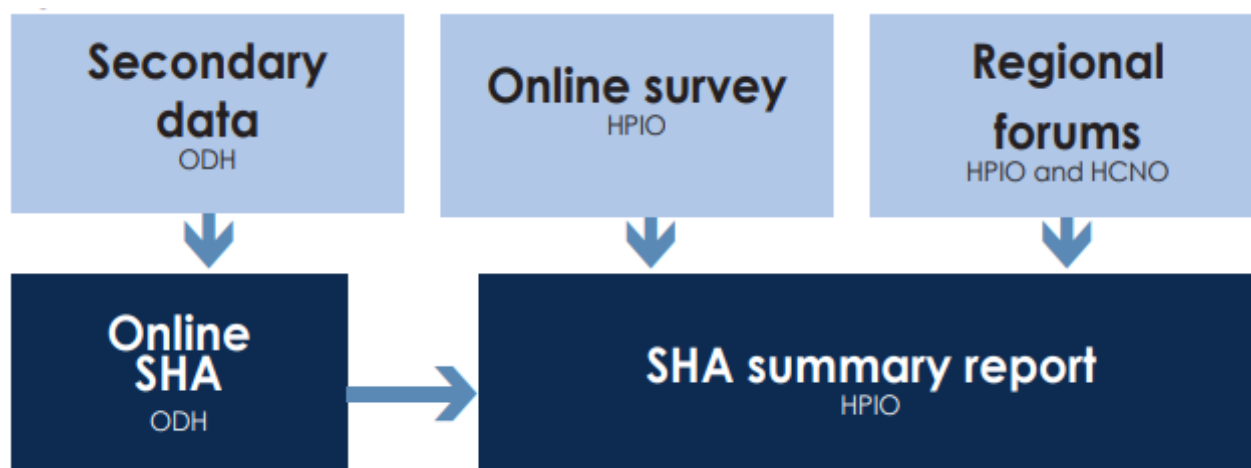 Secondary
data
ODH
Online survey
HPIO
Regional
forums
HPIO and HCNO
Online
SHA
ODH
SHA summary report
HPIO